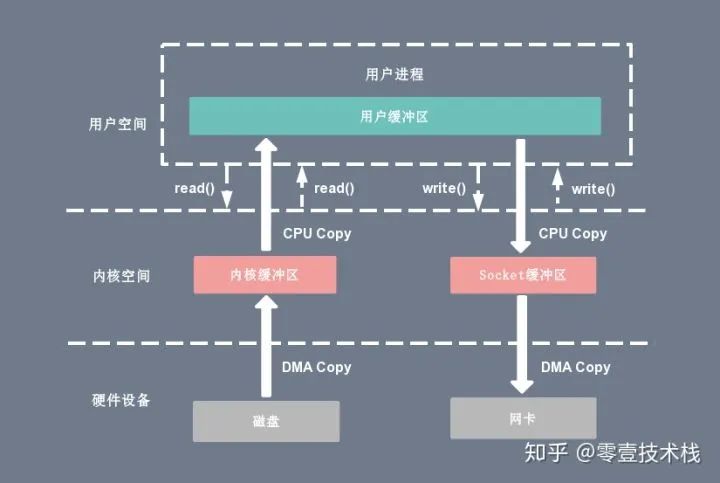 用户进程
用户缓冲区
用户空间
read()
read()
write()
write()
CPU Copy
CPU Copy
内核空间
内核缓冲区
Socket缓冲区
DMA Copy
DMA Copy
硬件设备
磁盘
网卡
知乎 @零壹技术栈